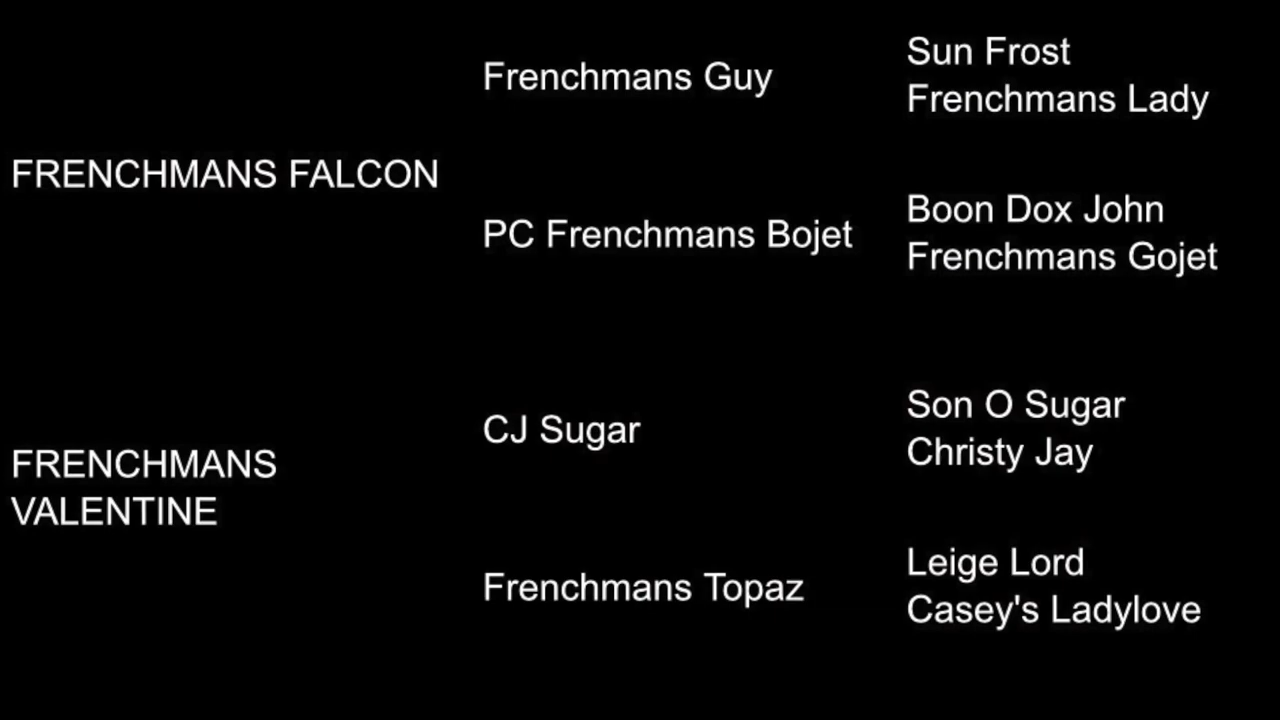 Sun Frost
Frenchmans Guy
Frenchmans Lady
FRENCHMANS FALCON
Boon Dox John
PC Frenchmans Bojet
Frenchmans Gojet
Son O Sugar
CJ Sugar
Christy Jay
FRENCHMANS
VALENTINE
Leige Lord
Frenchmans Topaz
Casey's Ladylove